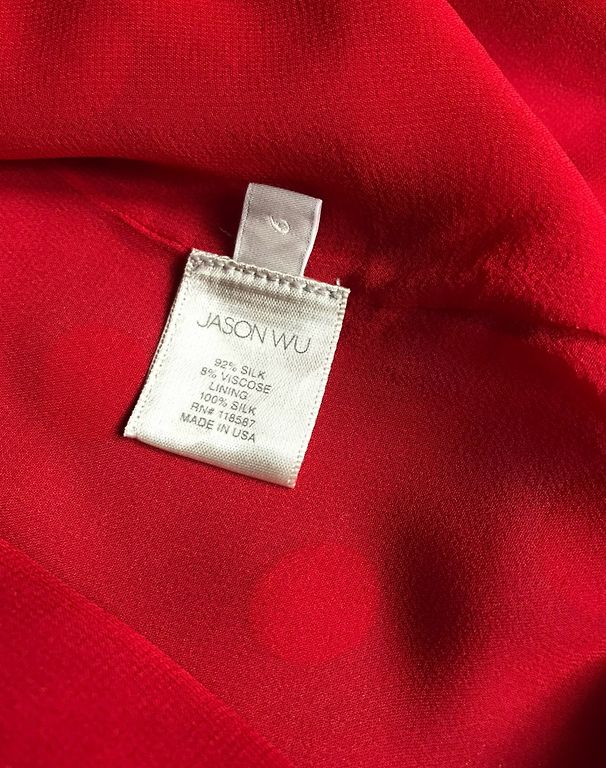 6
JASON WU
92% SILK
8% VISCOSE
LINING
100% SILK
RN# 118587
MADE IN USA